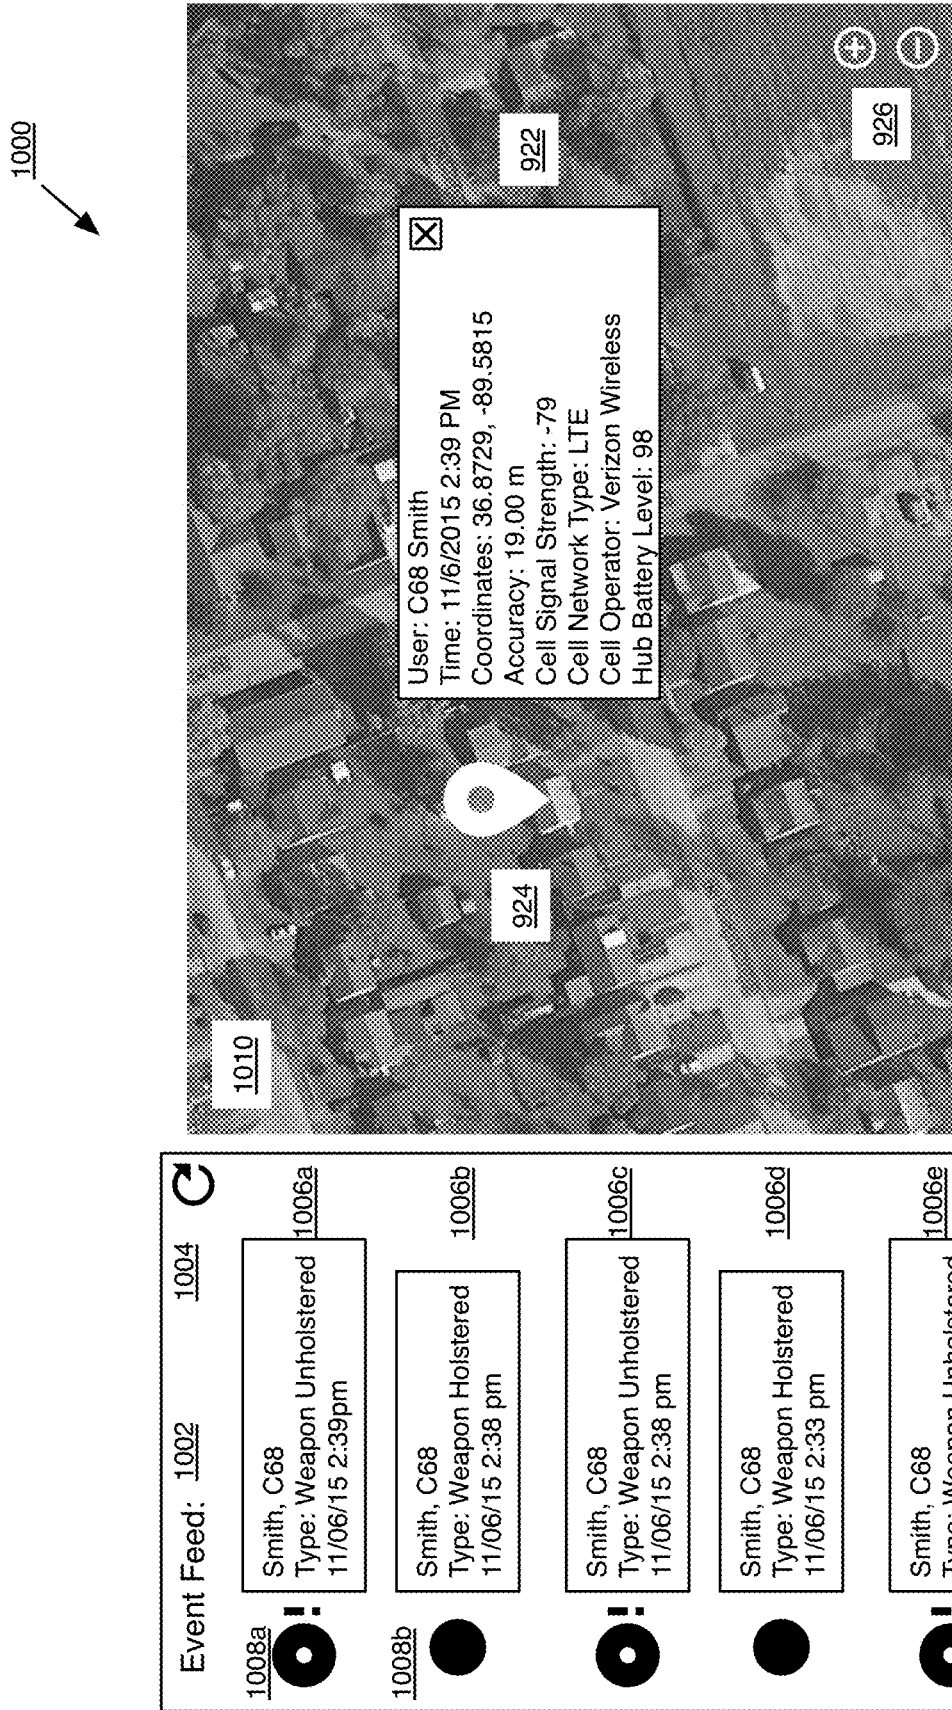 1000
Event Feed: 1002 1004
1008a
Smith, C68
Type: Weapon Unholstered
11/06/15 2:39pm
1006a
1008b
Smith, C68
Type: Weapon Holstered
11/06/15 2:38 pm
1006b
Smith, C68
Type: Weapon Unholstered
11/06/15 2:38 pm
1006c
Smith, C68
Type: Weapon Holstered
11/06/15 2:33 pm
1006d
Smith, C68
Type: Weapon Unholstered
1006e
1010
User: C68 Smith
Time: 11/6/2015 2:39 PM
Coordinates: 36.8729, -89.5815
Accuracy: 19.00 m
Cell Signal Strength: -79
Cell Network Type: LTE
Cell Operator: Verizon Wireless
Hub Battery Level: 98
922
924
926